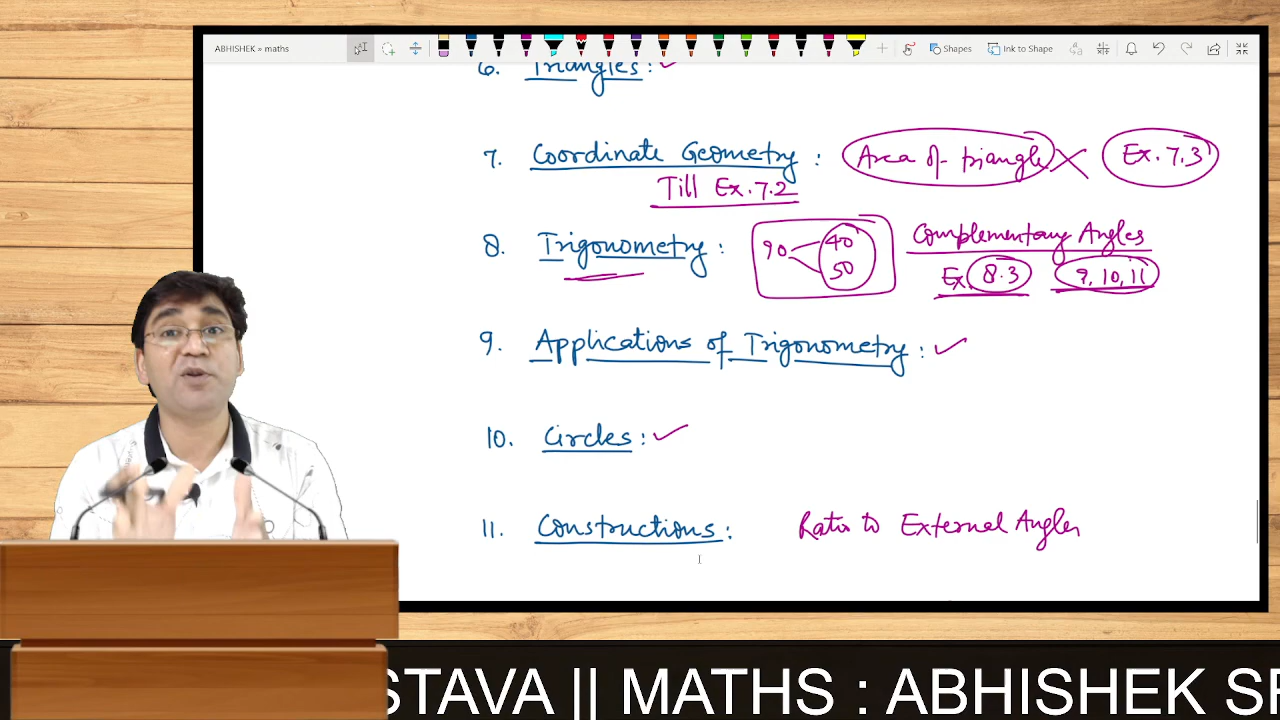 ABHISHEK » maths
Shapes Ink to Shape
6. Triangles : ✓
7. Coordinate Geometry : Area of triangle ✗ Ex. 7.3
Till Ex. 7.2
8. Trigonometry : 90 40 50 Complementary Angles
Ex. 8.3 9, 10, 11
9. Applications of Trigonometry : ✓
10. Circles : ✓
11. Constructions : to External Angles
STAVA || MATHS : ABHISHEK SR